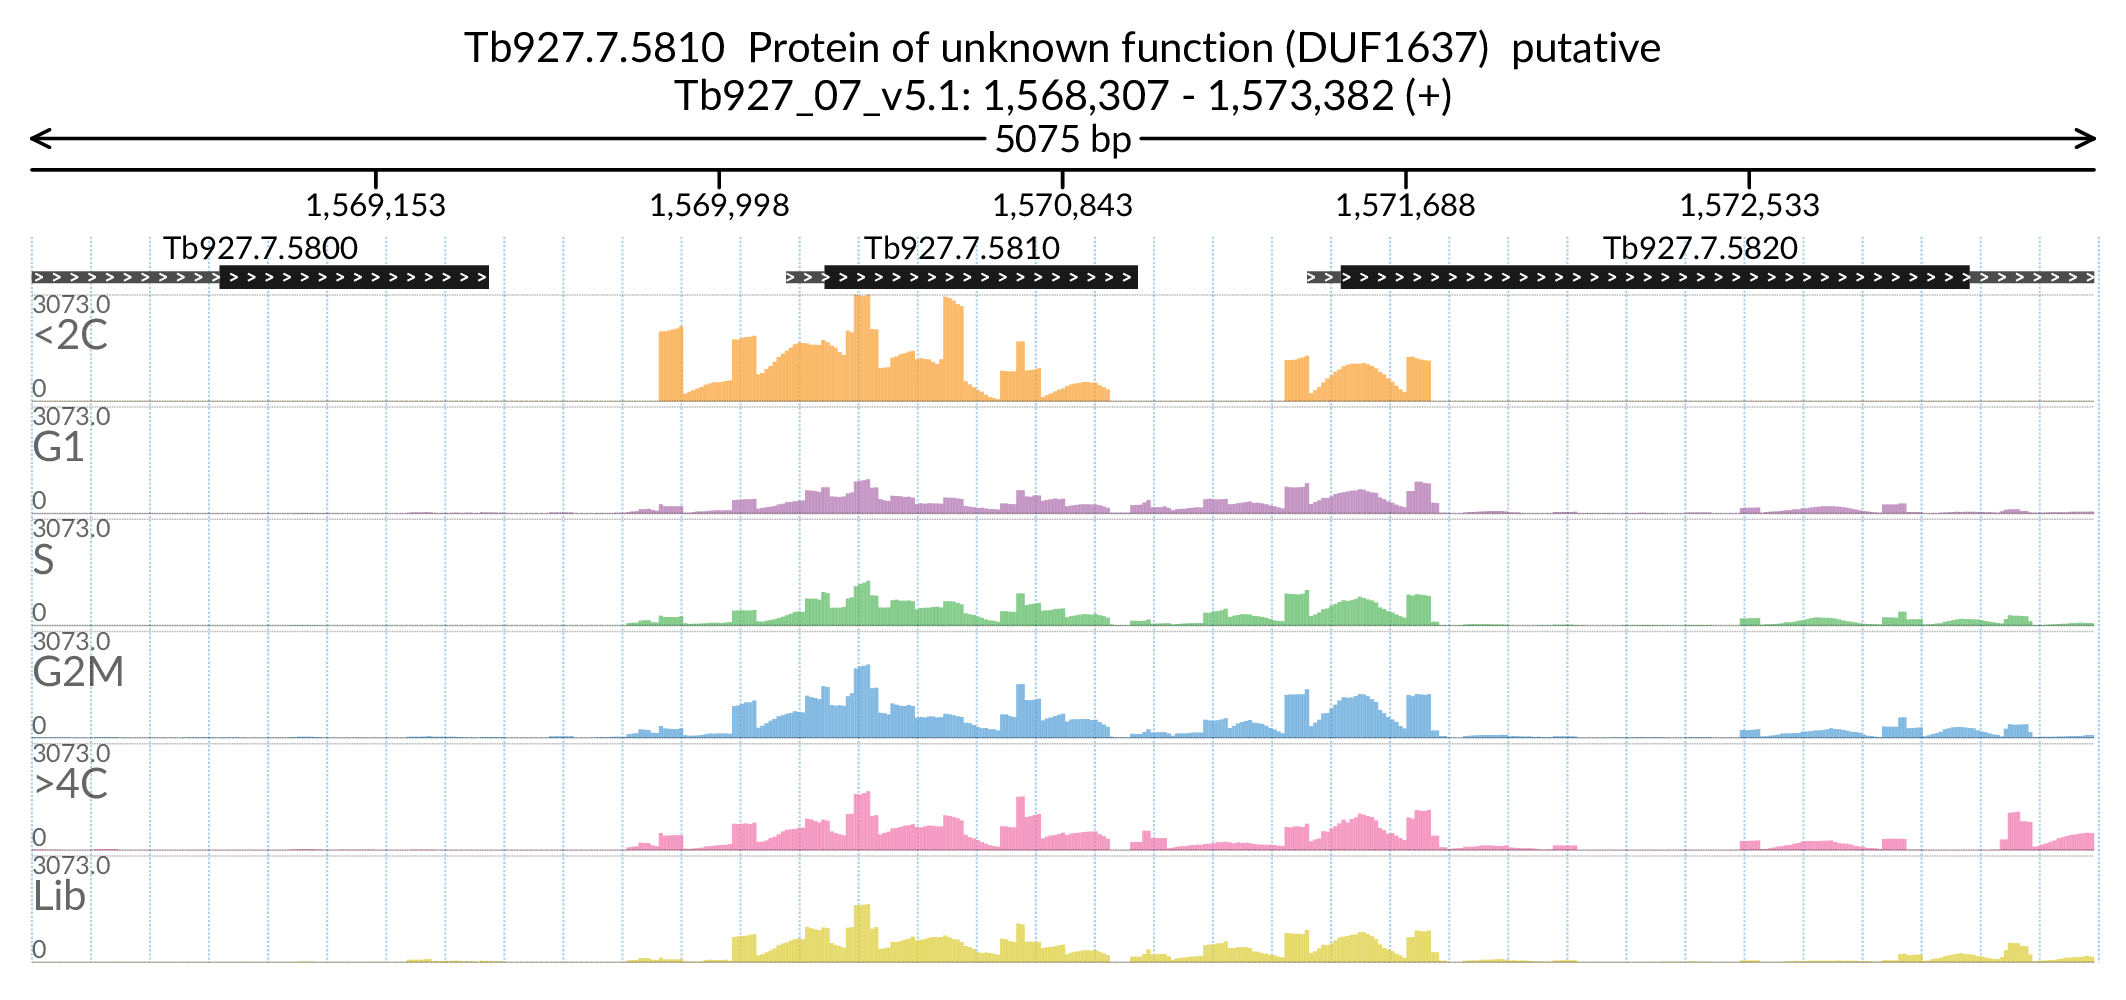 Tb927.7.5810  Protein of unknown function (DUF1637)  putative
Tb927_07_v5.1: 1,568,307 - 1,573,382 (+)
5075 bp
1,569,153 1,569,998 1,570,843 1,571,688 1,572,533
Tb927.7.5800 Tb927.7.5810 Tb927.7.5820
3073.0
<2C
0
3073.0
G1
0
3073.0
S
0
3073.0
G2M
0
3073.0
>4C
0
3073.0
Lib
0